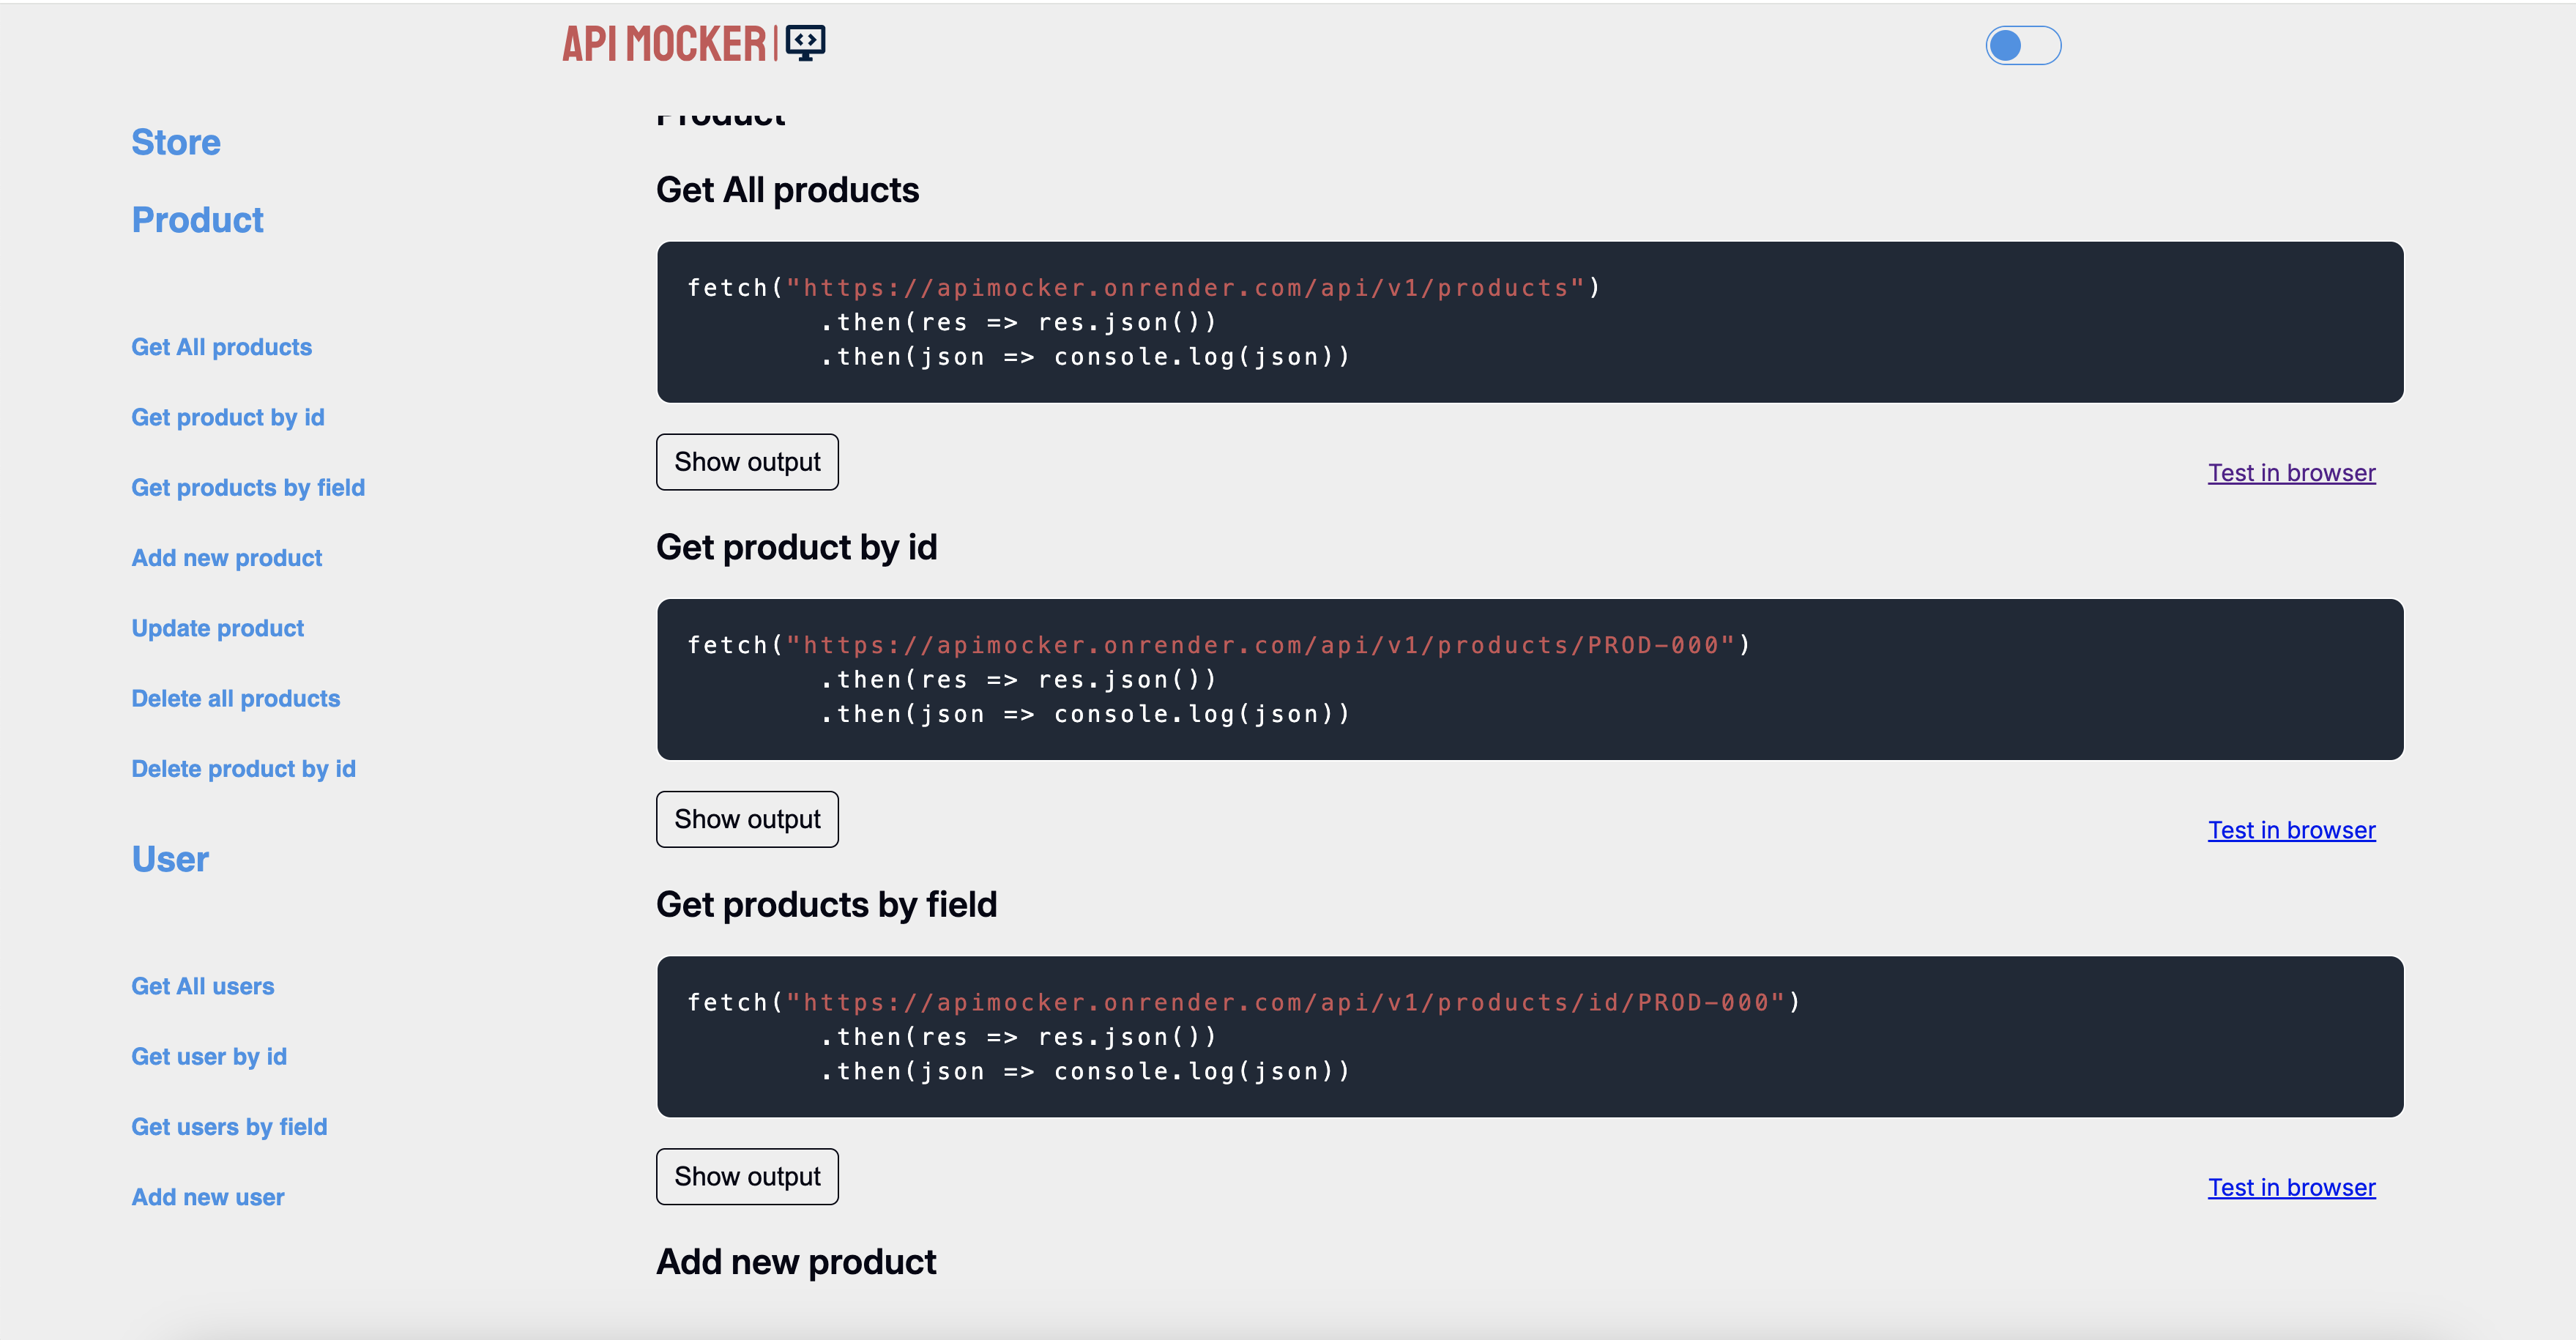 API MOCKER
Store
Product
Get All products
Get product by id
Get products by field
Add new product
Update product
Delete all products
Delete product by id
User
Get All users
Get user by id
Get users by field
Add new user
Product
Get All products
fetch("https://apimocker.onrender.com/api/v1/products")
.then(res => res.json())
.then(json => console.log(json))
Show output
Test in browser
Get product by id
fetch("https://apimocker.onrender.com/api/v1/products/PROD-000")
.then(res => res.json())
.then(json => console.log(json))
Show output
Test in browser
Get products by field
fetch("https://apimocker.onrender.com/api/v1/products/id/PROD-000")
.then(res => res.json())
.then(json => console.log(json))
Show output
Test in browser
Add new product